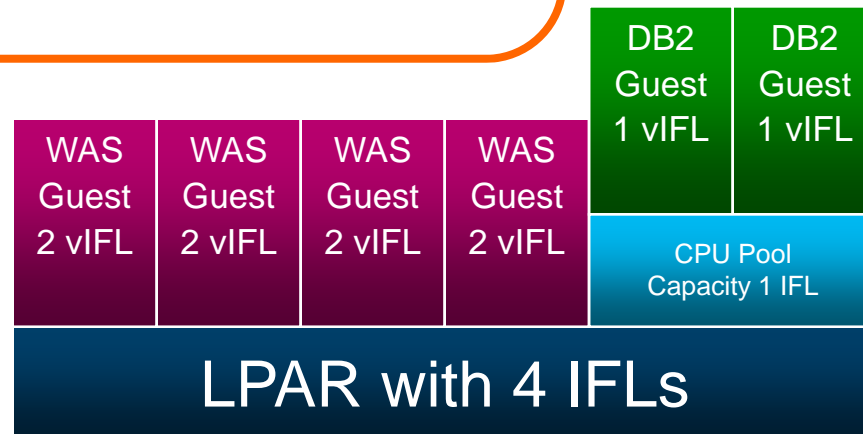 DB2
Guest
1 vIFL
DB2
Guest
1 vIFL
WAS
Guest
2 vIFL
WAS
Guest
2 vIFL
WAS
Guest
2 vIFL
WAS
Guest
2 vIFL
CPU Pool
Capacity 1 IFL
LPAR with 4 IFLs